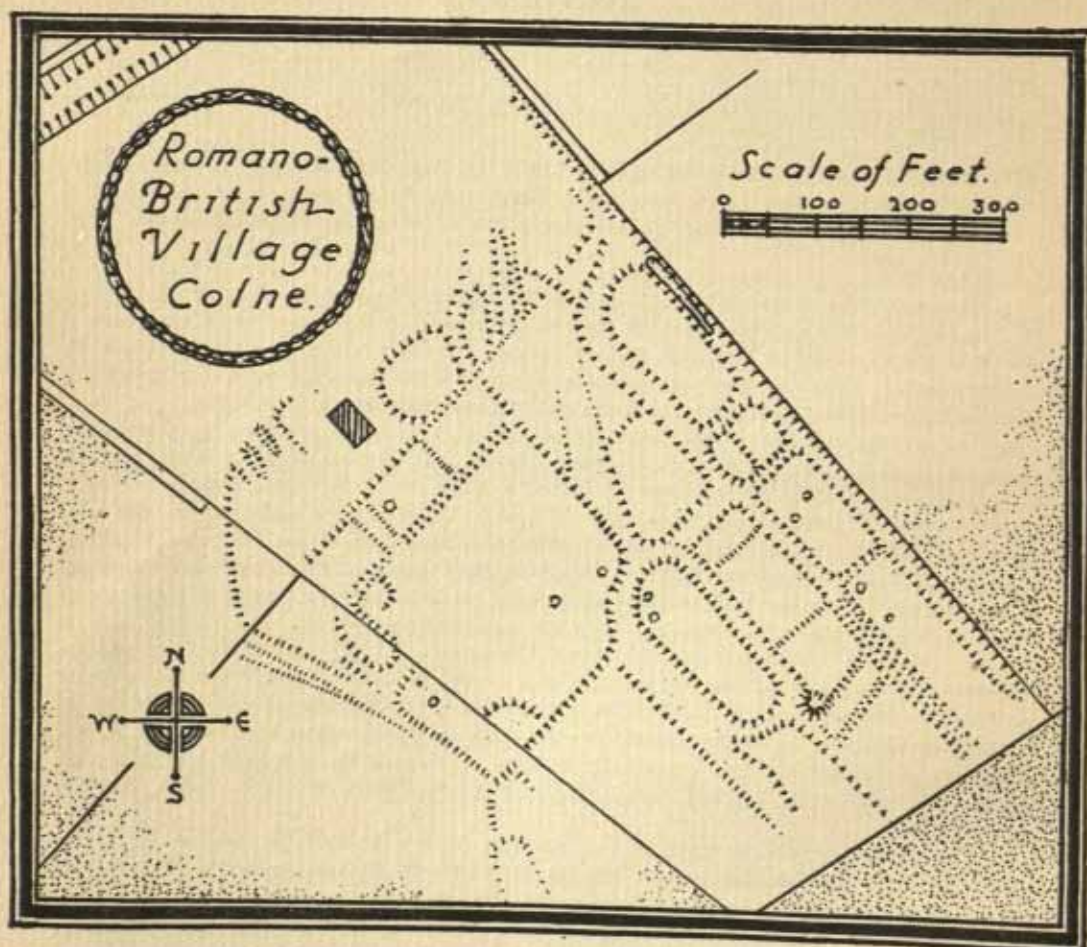 Romano-
British
Village
Colne.
Scale of Feet.
0 100 200 300
N
W E
S